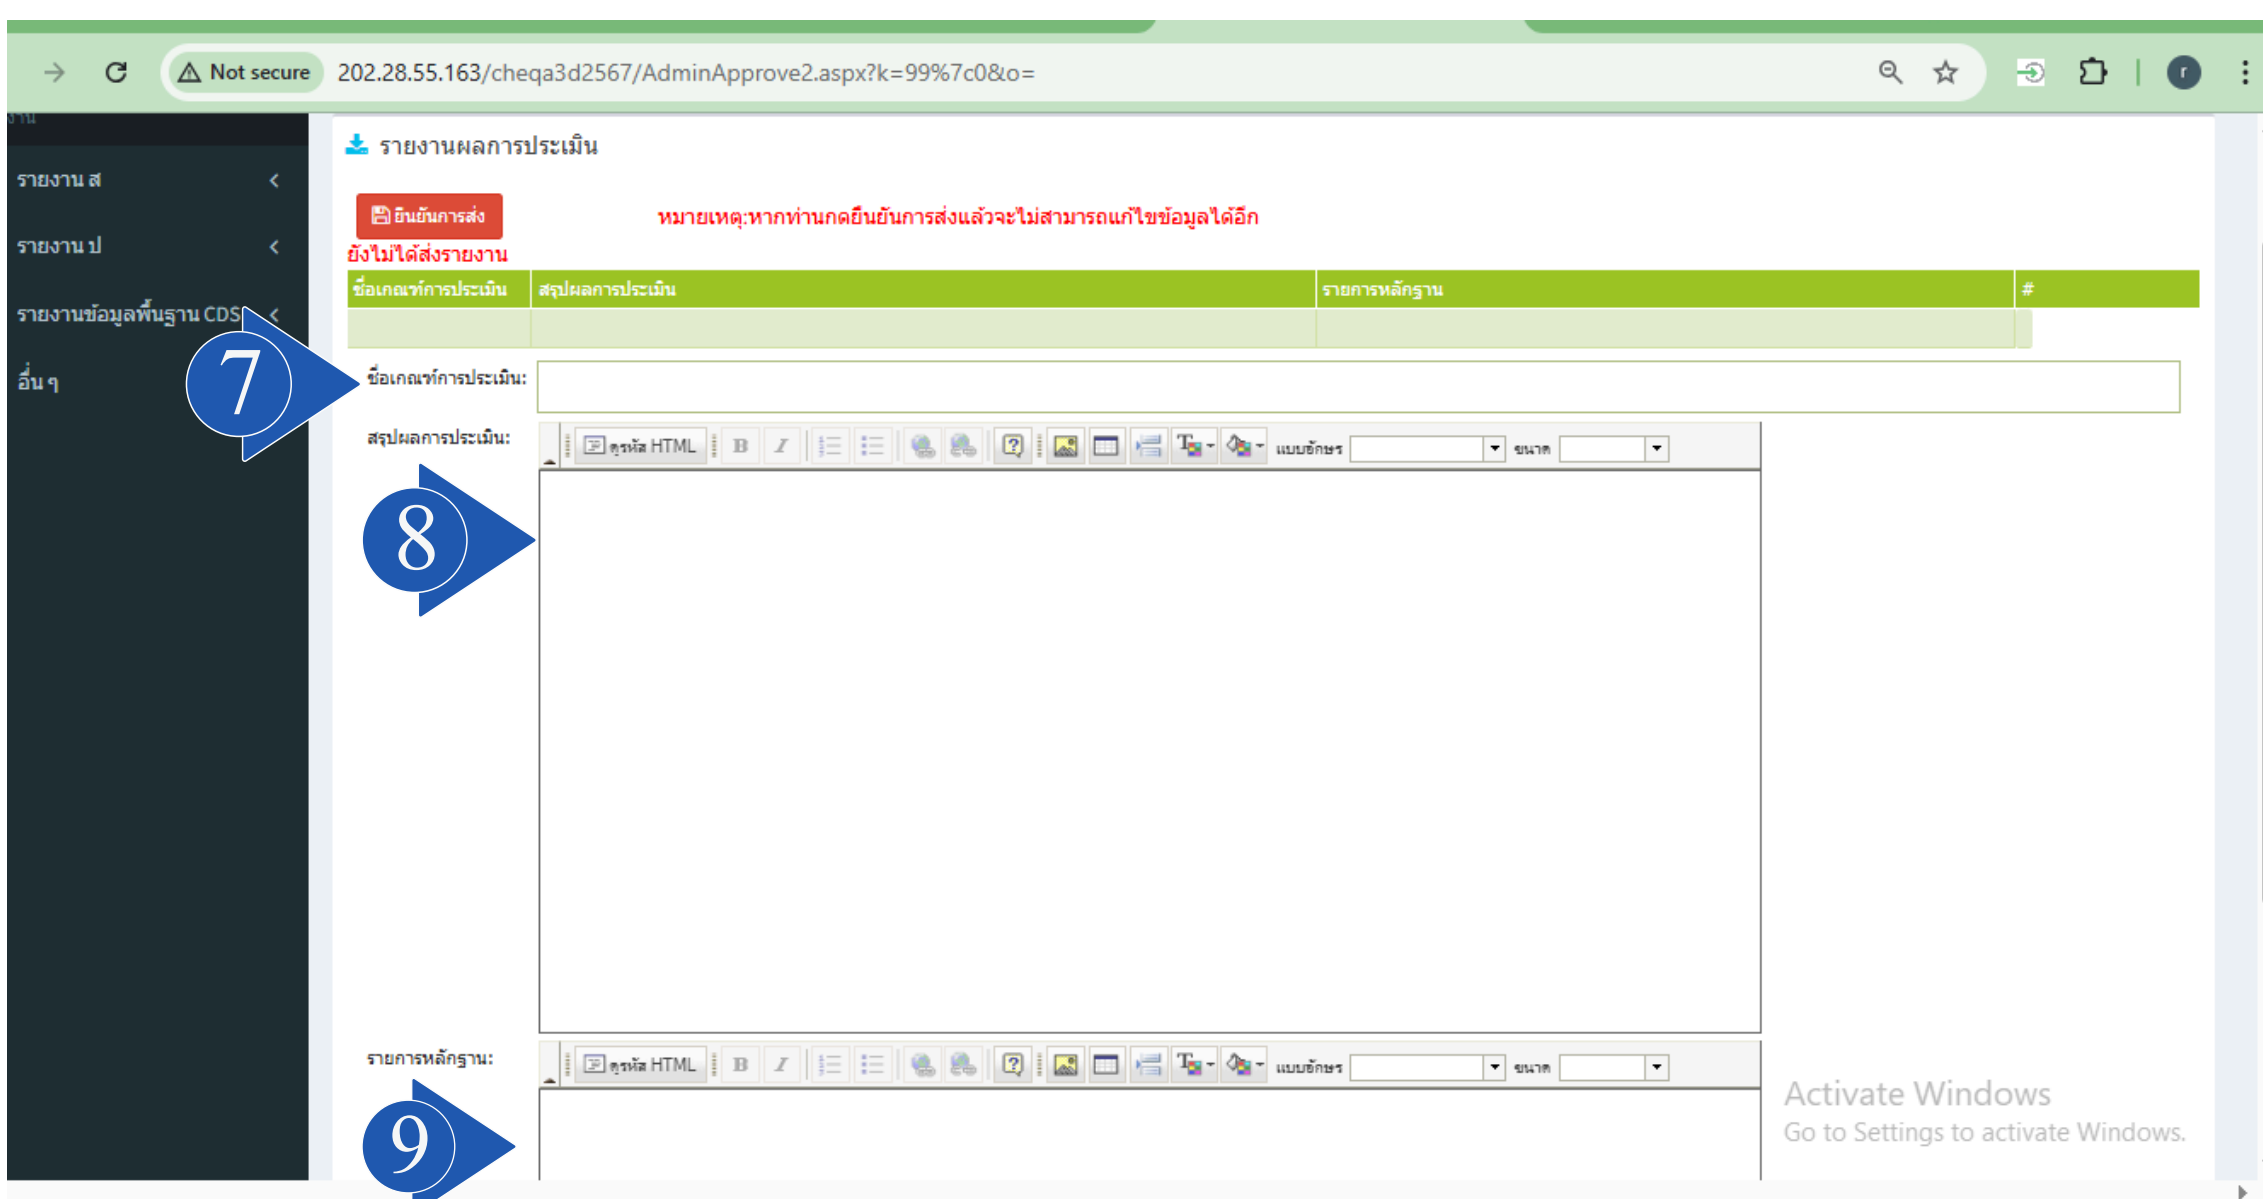 Not secure 202.28.55.163/cheqa3d2567/AdminApprove2.aspx?k=99%7c0&o= r
งาน
รายงานผลการประเมิน
รายงาน ส
ยืนยันการส่ง หมายเหตุ:หากท่านกดยืนยันการส่งแล้วจะไม่สามารถแก้ไขข้อมูลได้อีก
รายงาน ป
ยังไม่ได้ส่งรายงาน
ชื่อเกณฑ์การประเมิน สรุปผลการประเมิน รายการหลักฐาน #
รายงานข้อมูลพื้นฐาน CDS
อื่น ๆ
7
ชื่อเกณฑ์การประเมิน:
สรุปผลการประเมิน:
ดูรหัส HTML B I แบบอักษร ขนาด
8
รายการหลักฐาน:
ดูรหัส HTML B I แบบอักษร ขนาด
9
Activate Windows
Go to Settings to activate Windows.